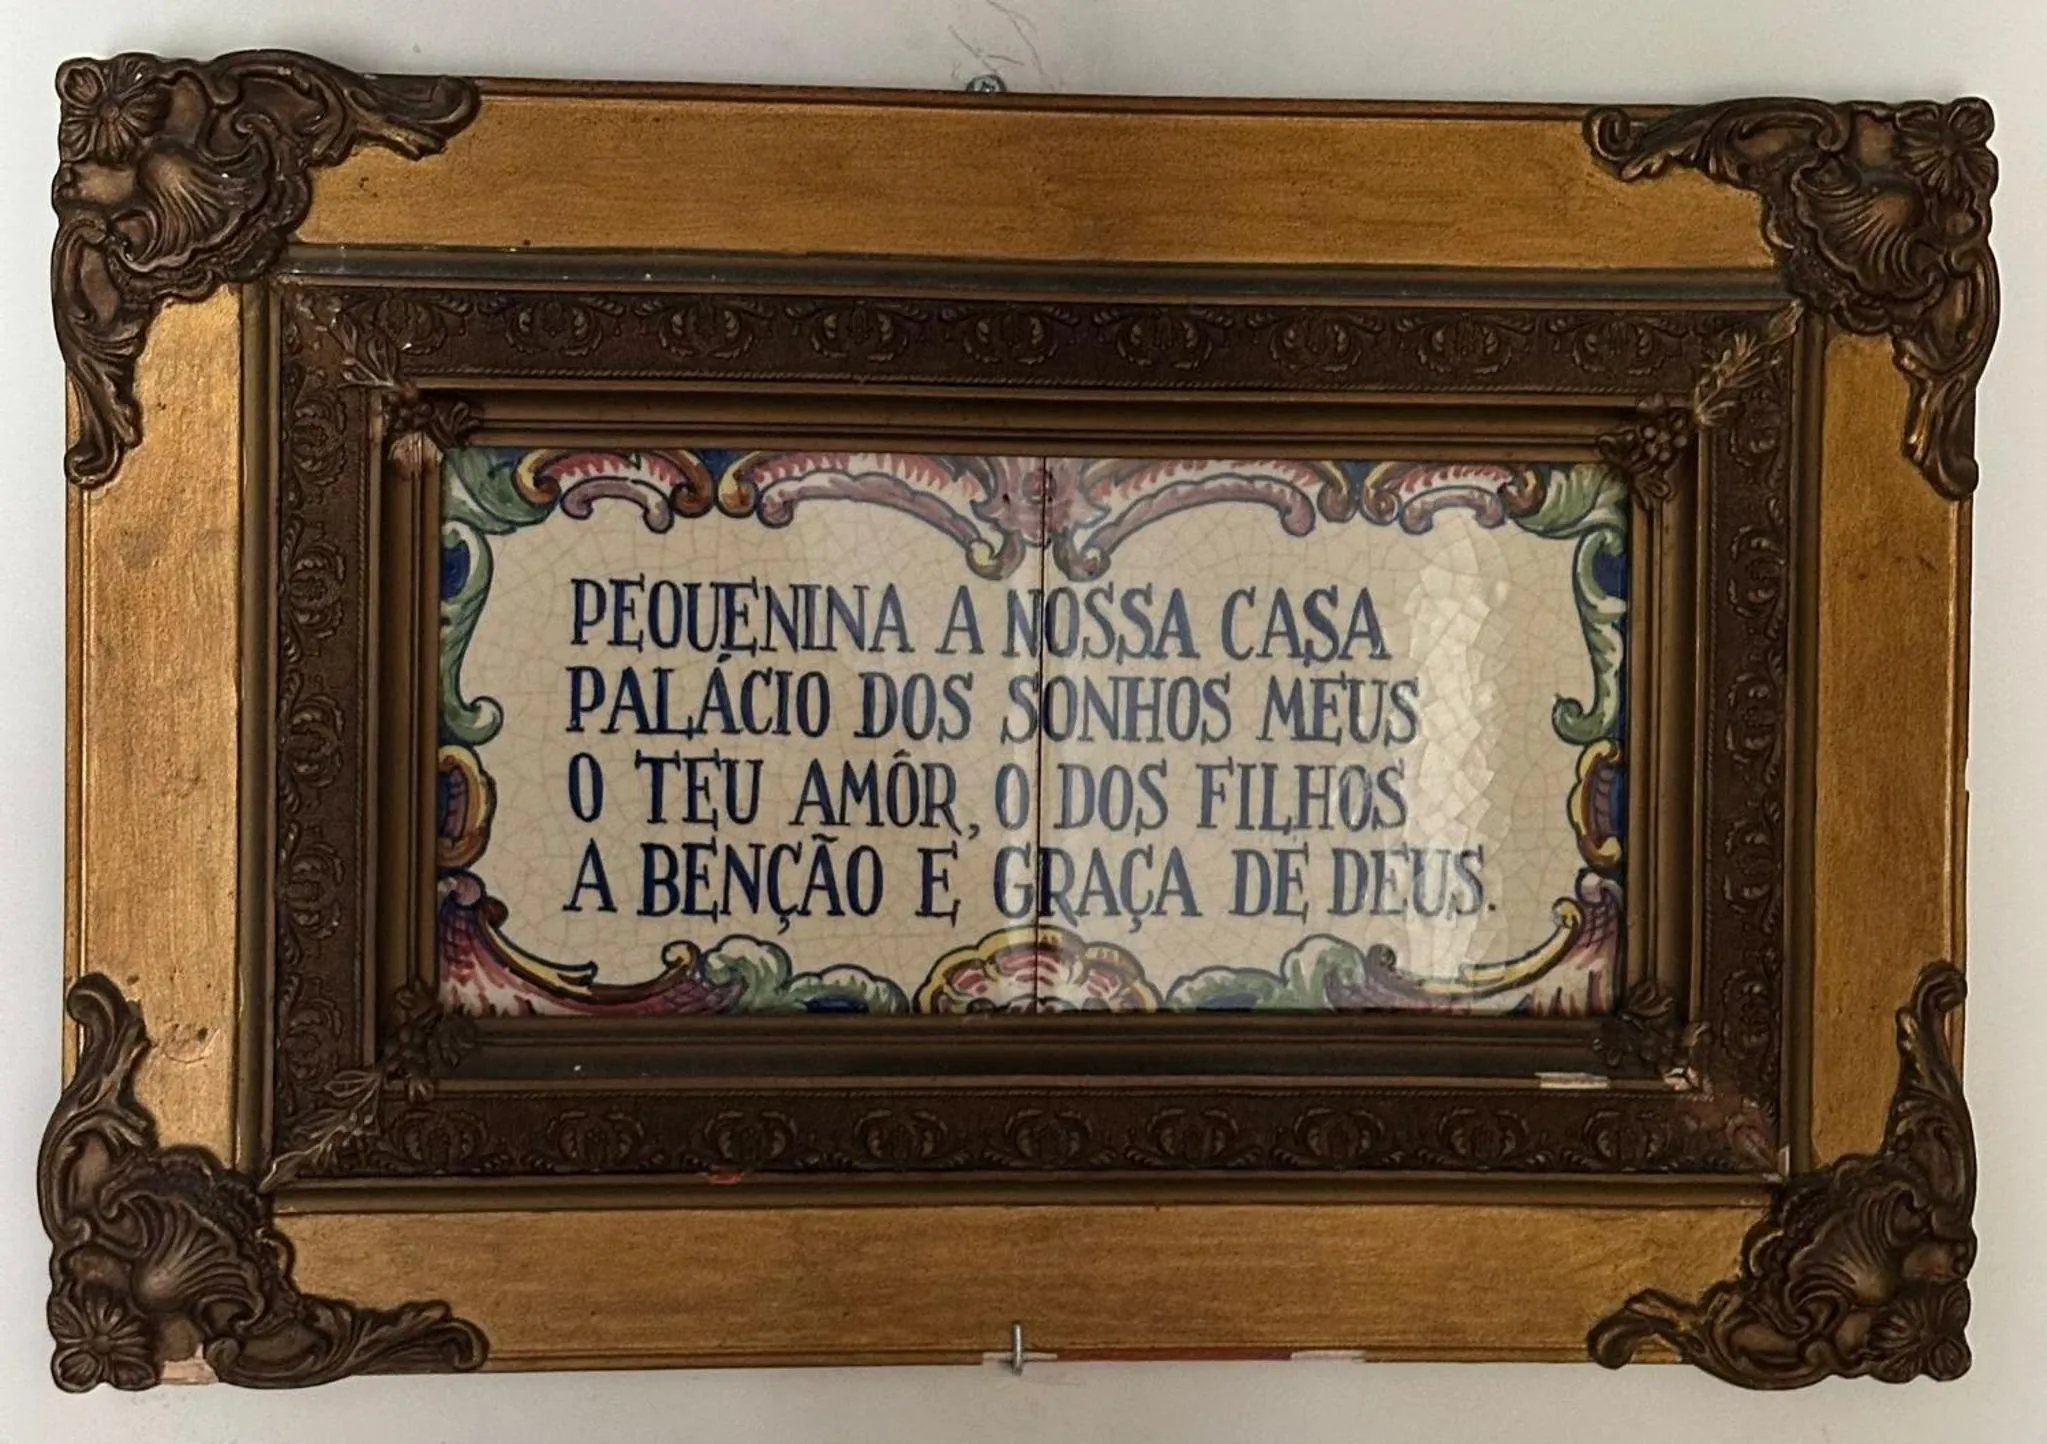 PEQUENINA A NOSSA CASA
PALÁCIO DOS SONHOS MEUS
O TEU AMÔR, O DOS FILHOS
A BENÇÃO E GRAÇA DE DEUS.